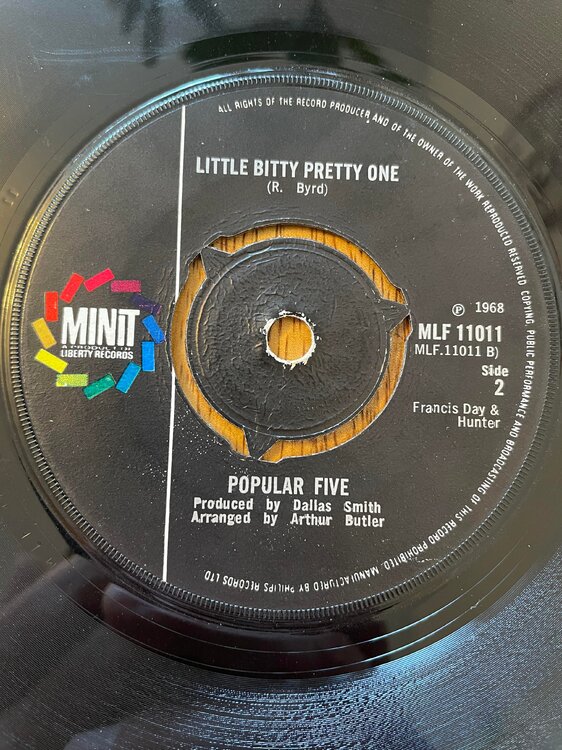 ALL RIGHTS OF THE RECORD PRODUCER AND OF THE OWNER OF THE WORK REPRODUCED RESERVED COPYING, PUBLIC PERFORMANCE AND BROADCASTING OF THIS RECORD PROHIBITED. MANUFACTURED BY PHILIPS RECORDS LTD
LITTLE BITTY PRETTY ONE
(R. Byrd)
MINIT
A PRODUCT OF
LIBERTY RECORDS
Ⓟ 1968
MLF 11011
MLF.11011 B)
Side
2
Francis Day &
Hunter
POPULAR FIVE
Produced by Dallas Smith
Arranged by Arthur Butler